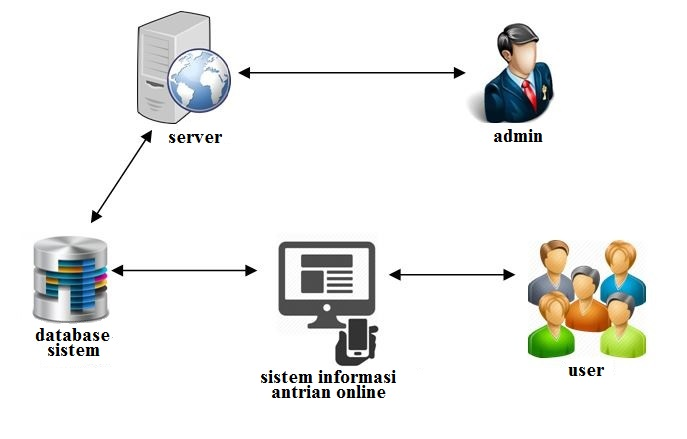 server
admin
database
sistem
sistem informasi
antrian online
user